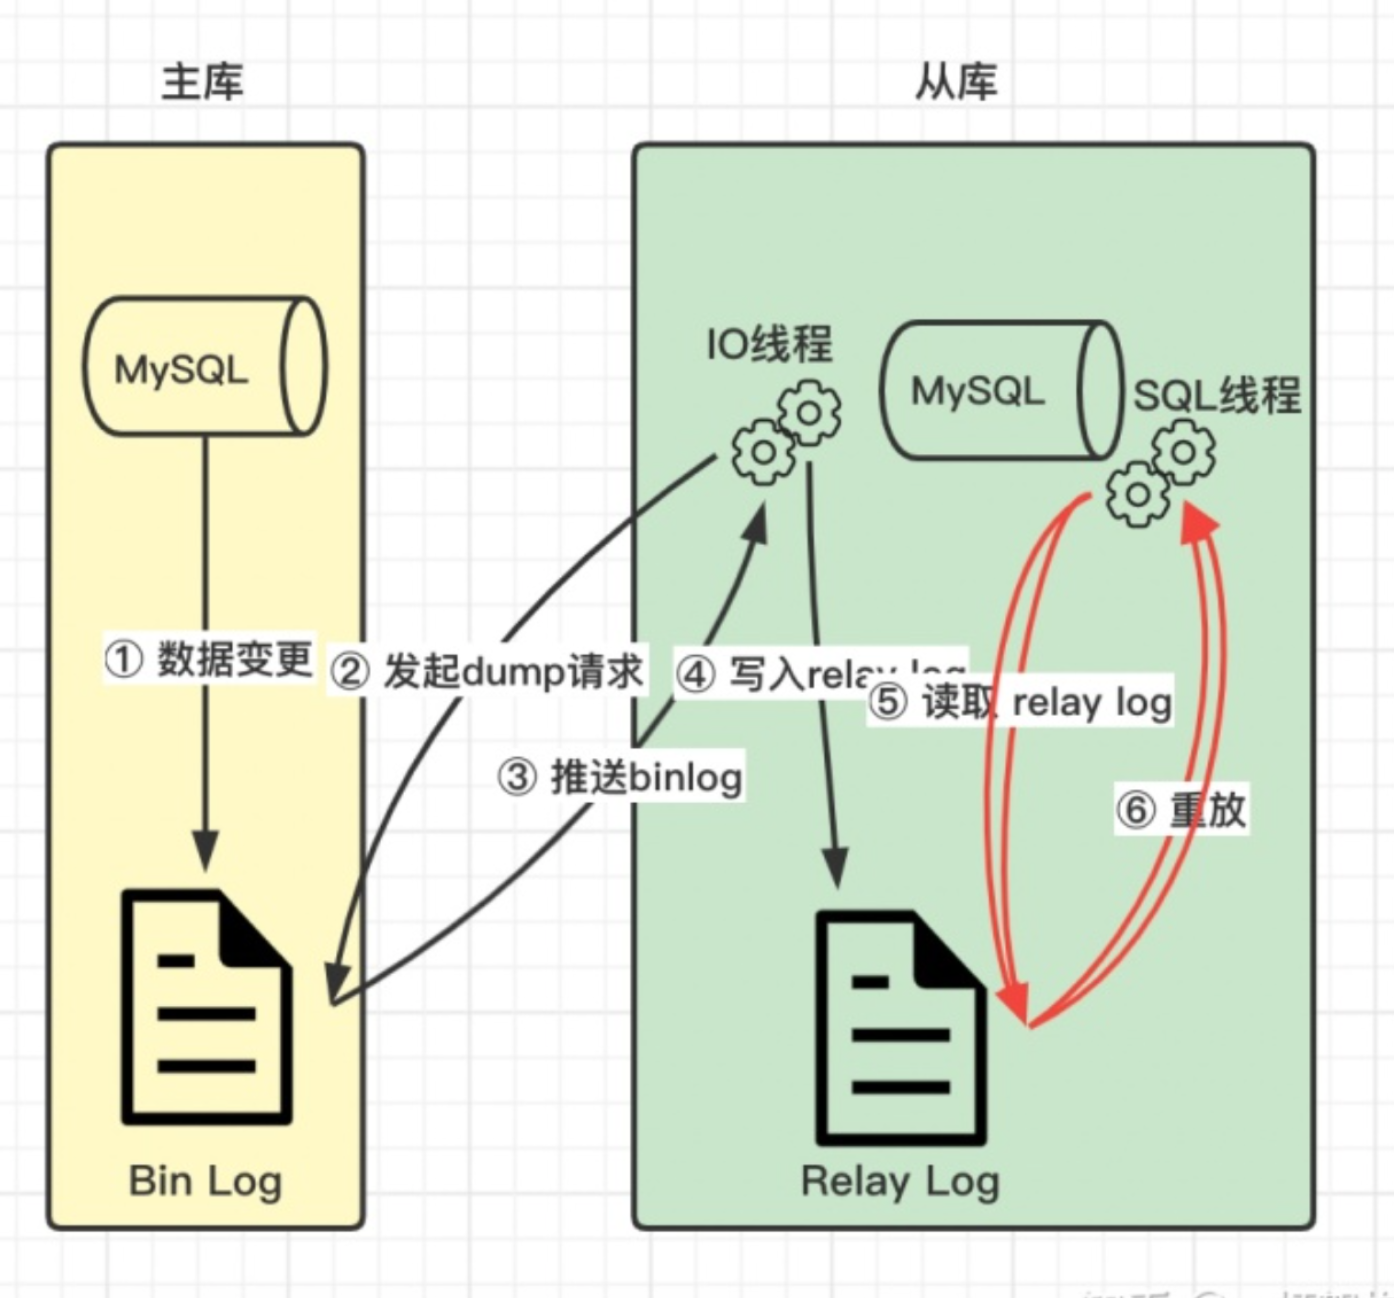 主库
从库
MySQL
IO线程
MySQL
SQL线程
① 数据变更
② 发起dump请求
④ 写入relay log
⑤ 读取 relay log
③ 推送binlog
⑥ 重放
Bin Log
Relay Log